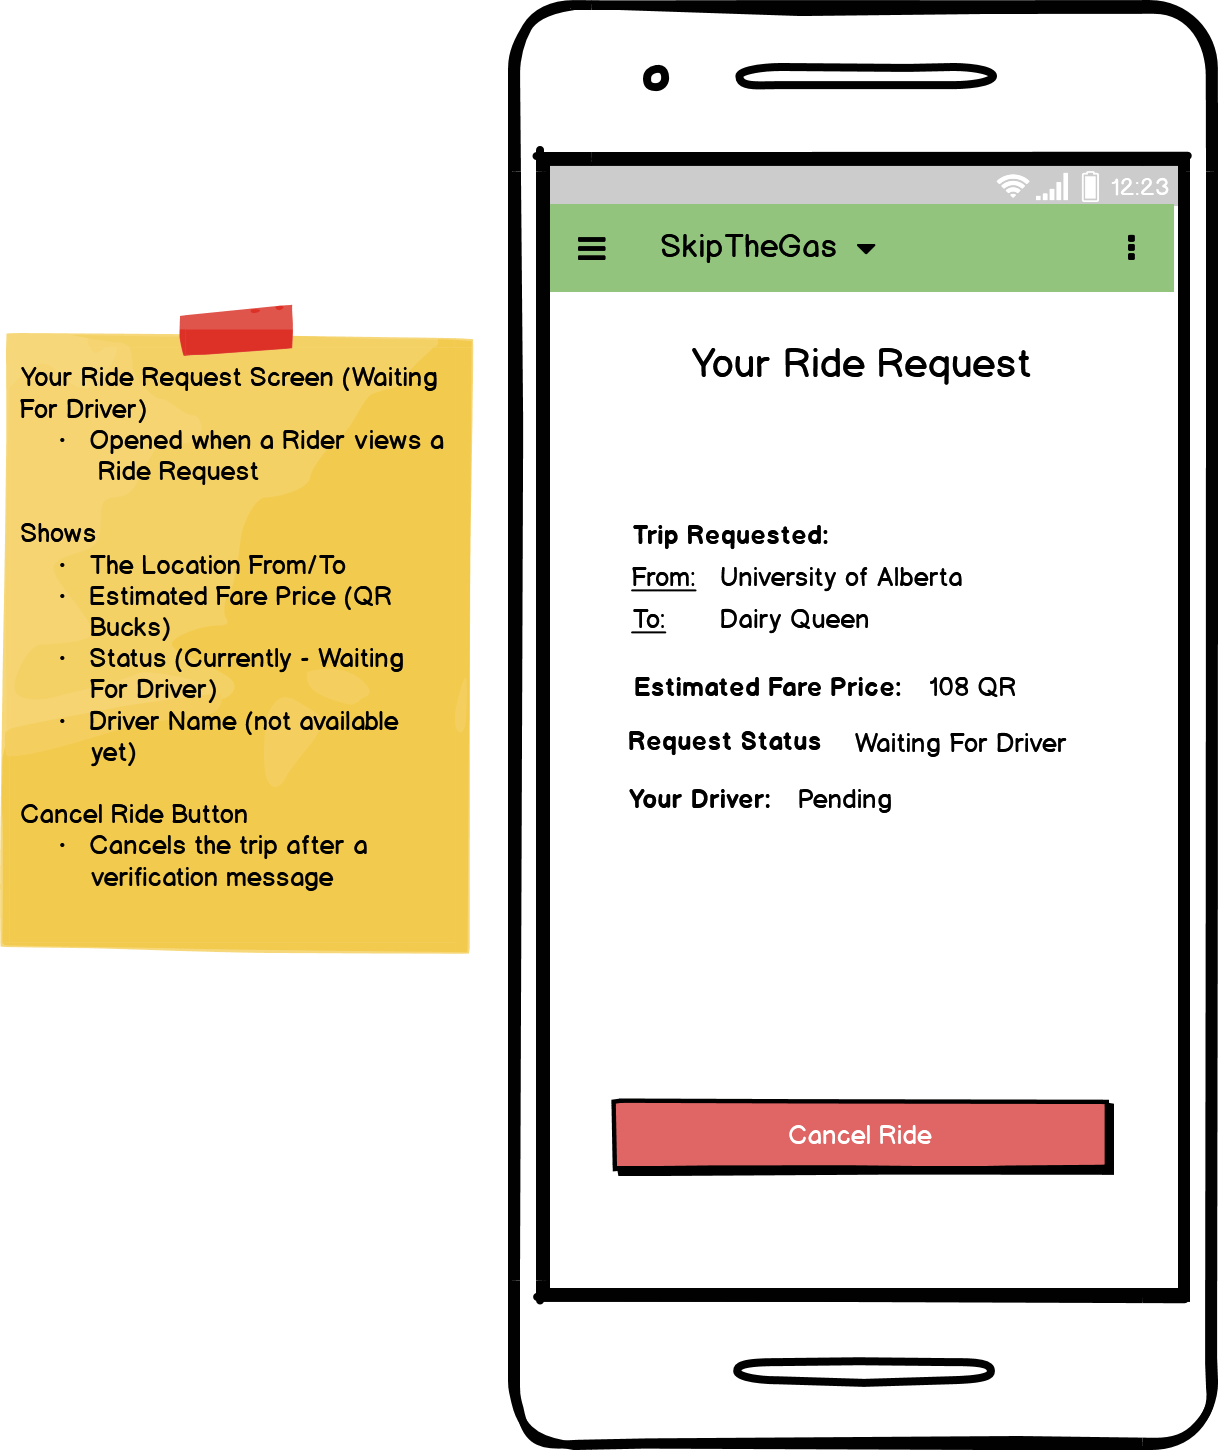 Your Ride Request Screen (Waiting
For Driver)
· Opened when a Rider views a
Ride Request
Shows
· The Location From/To
· Estimated Fare Price (QR
Bucks)
· Status (Currently - Waiting
For Driver)
· Driver Name (not available
yet)
Cancel Ride Button
· Cancels the trip after a
verification message
12:23
SkipTheGas
Your Ride Request
Trip Requested:
From: University of Alberta
To: Dairy Queen
Estimated Fare Price: 108 QR
Request Status Waiting For Driver
Your Driver: Pending
Cancel Ride